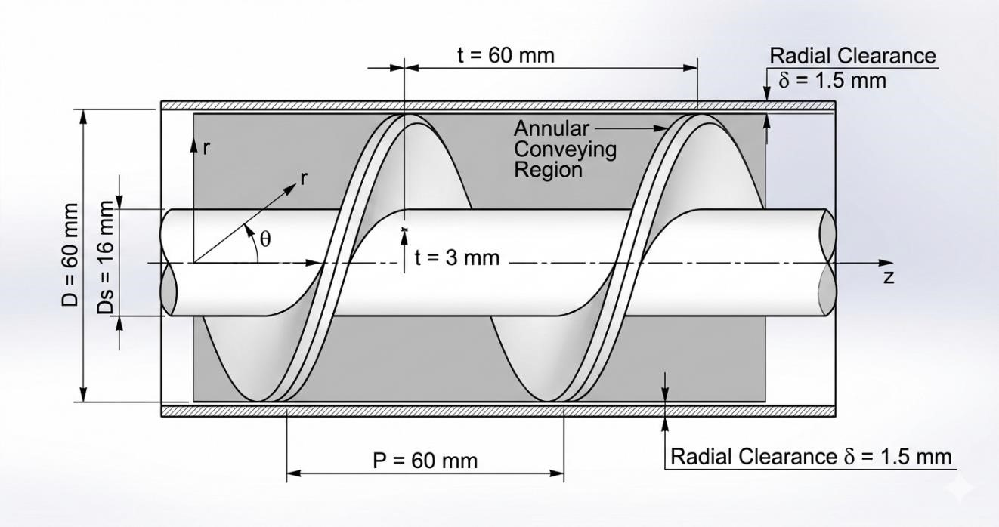 t = 60 mm
Radial Clearance
δ = 1.5 mm
Annular
Conveying
Region
r
r
θ
D = 60 mm
Ds = 16 mm
t = 3 mm
z
P = 60 mm
Radial Clearance δ = 1.5 mm